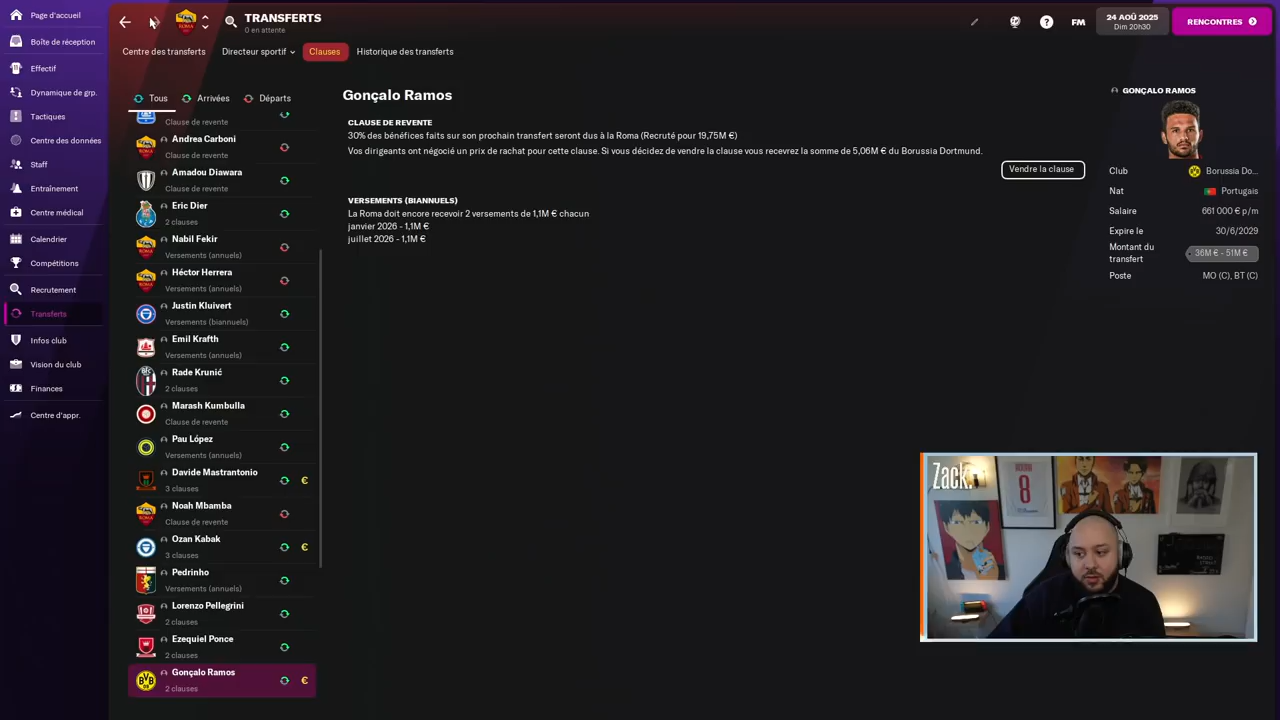 Page d'accueil
Boîte de réception
Effectif
Dynamique de grp.
Tactiques
Centre des données
Staff
Entraînement
Centre médical
Calendrier
Compétitions
Recrutement
Transferts
Infos club
Vision du club
Finances
Centre d'appr.
TRANSFERTS
0 en attente
FM
24 AOÛ 2025
Dim 20h30
RENCONTRES
Centre des transferts
Directeur sportif
Clauses
Historique des transferts
Tous
Arrivées
Départs
Clause de revente
Andrea Carboni
Clause de revente
Amadou Diawara
Clause de revente
Eric Dier
2 clauses
Nabil Fekir
Versements (annuels)
Héctor Herrera
Versements (annuels)
Justin Kluivert
Versements (biannuels)
Emil Krafth
Versements (annuels)
Rade Krunić
2 clauses
Marash Kumbulla
Clause de revente
Pau López
Versements (annuels)
Davide Mastrantonio
3 clauses
€
Noah Mbamba
Clause de revente
Ozan Kabak
3 clauses
€
Pedrinho
Versements (annuels)
Lorenzo Pellegrini
2 clauses
Ezequiel Ponce
2 clauses
Gonçalo Ramos
2 clauses
€
Gonçalo Ramos
CLAUSE DE REVENTE
30% des bénéfices faits sur son prochain transfert seront dus à la Roma (Recruté pour 19,75M €)
Vos dirigeants ont négocié un prix de rachat pour cette clause. Si vous décidez de vendre la clause vous recevrez la somme de 5,06M € du Borussia Dortmund.
Vendre la clause
VERSEMENTS (BIANNUELS)
La Roma doit encore recevoir 2 versements de 1,1M € chacun
janvier 2026 - 1,1M €
juillet 2026 - 1,1M €
GONÇALO RAMOS
Club Borussia Do...
Nat Portugais
Salaire 661 000 € p/m
Expire le 30/6/2029
Montant du
transfert 36M € - 51M €
Poste MO (C), BT (C)
Zack.
8